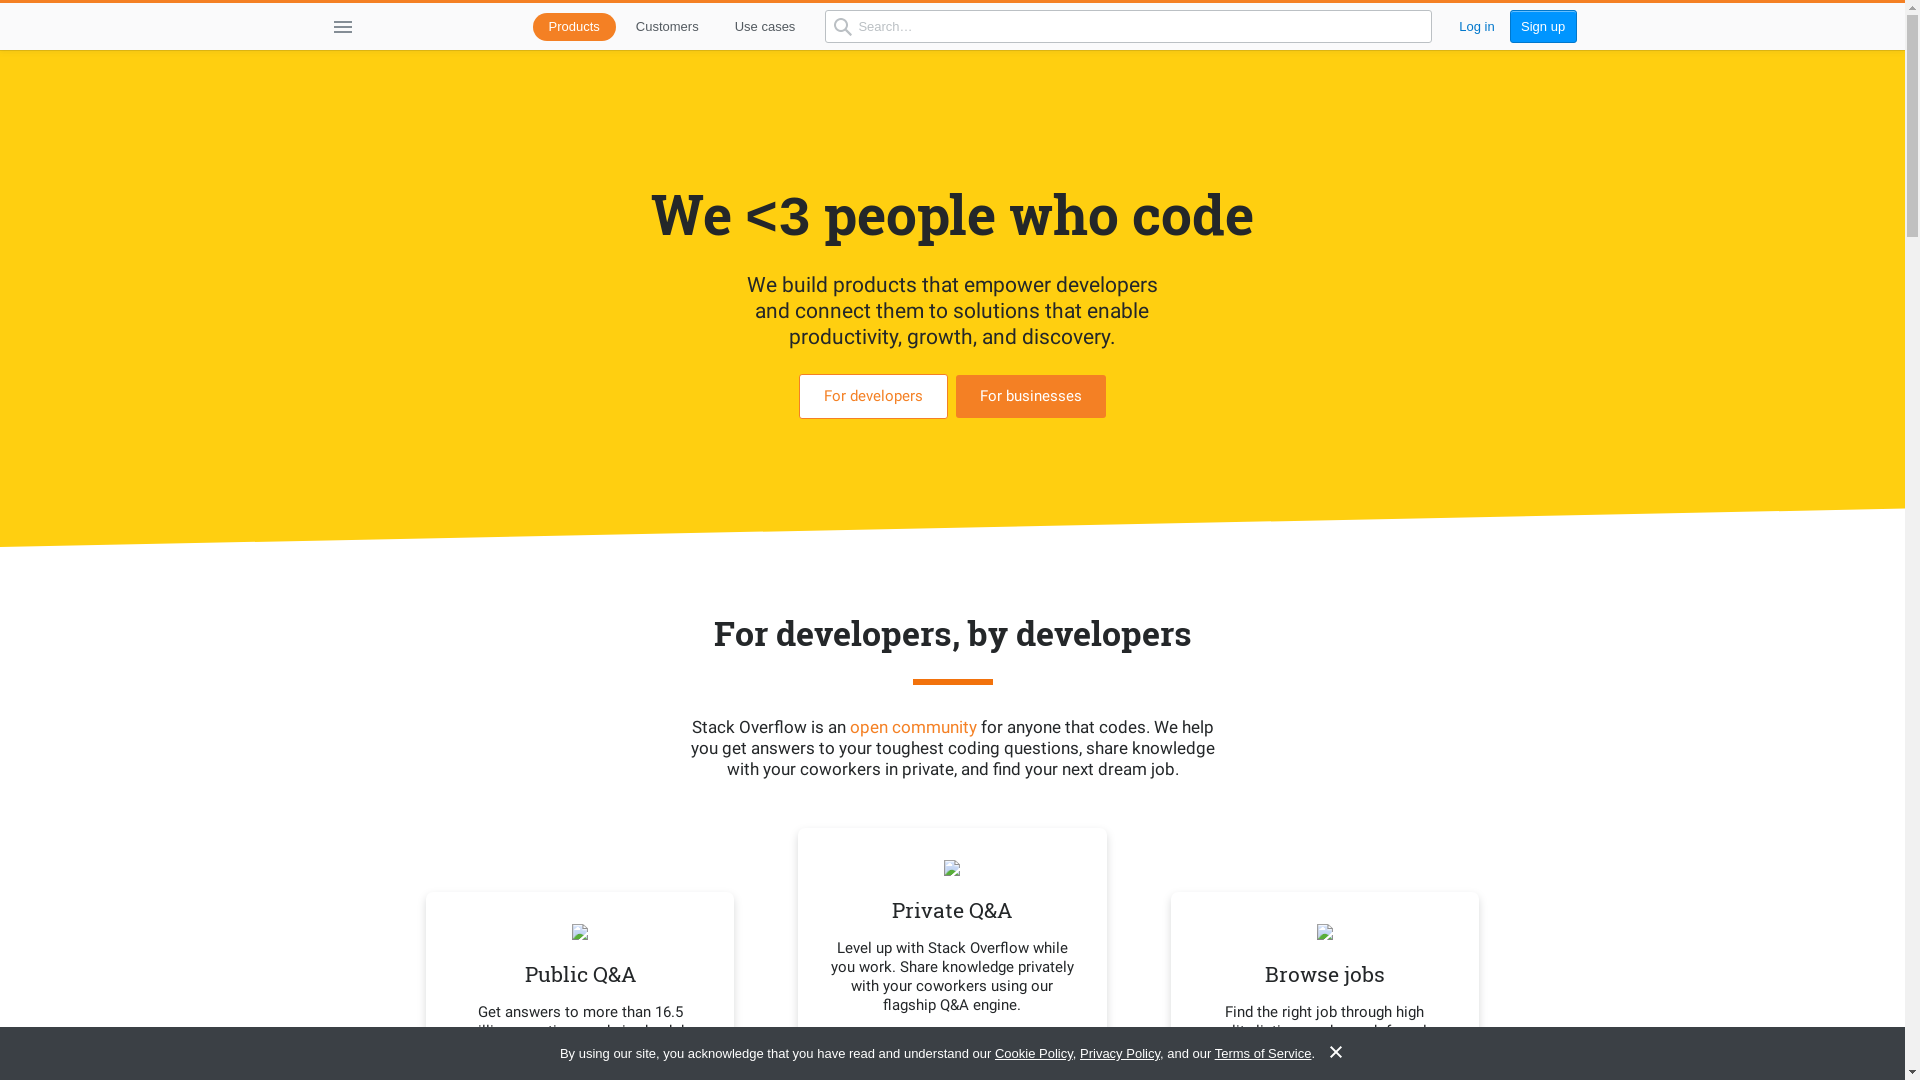 Products Customers Use cases Search… Log in Sign up
We <3 people who code
We build products that empower developers
and connect them to solutions that enable
productivity, growth, and discovery.
For developers For businesses
For developers, by developers
Stack Overflow is an open community for anyone that codes. We help
you get answers to your toughest coding questions, share knowledge
with your coworkers in private, and find your next dream job.
Public Q&A
Get answers to more than 16.5
Private Q&A
Level up with Stack Overflow while
you work. Share knowledge privately
with your coworkers using our
flagship Q&A engine.
Browse jobs
Find the right job through high
By using our site, you acknowledge that you have read and understand our Cookie Policy, Privacy Policy, and our Terms of Service.